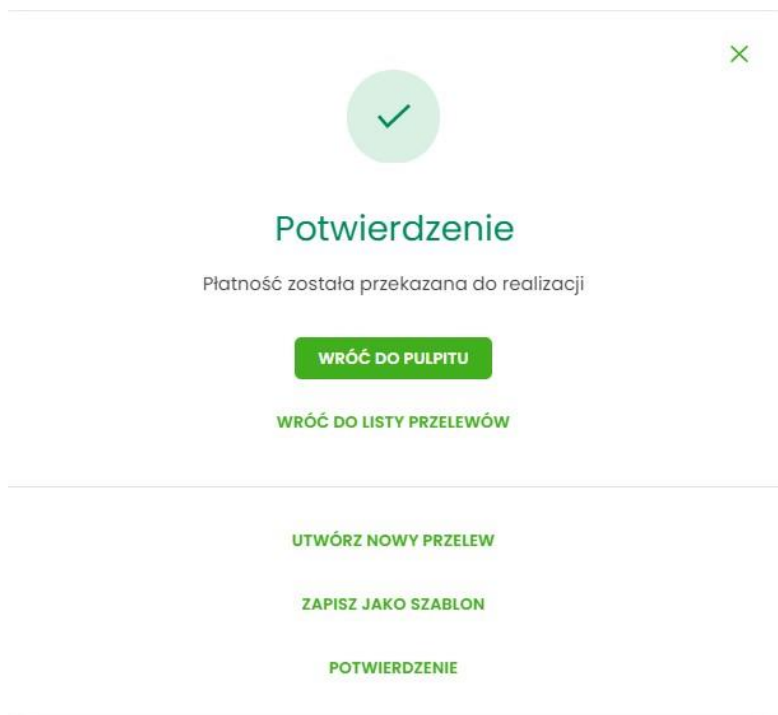 Potwierdzenie
Płatność została przekazana do realizacji
WRÓĆ DO PULPITU
WRÓĆ DO LISTY PRZELEWÓW
UTWÓRZ NOWY PRZELEW
ZAPISZ JAKO SZABLON
POTWIERDZENIE